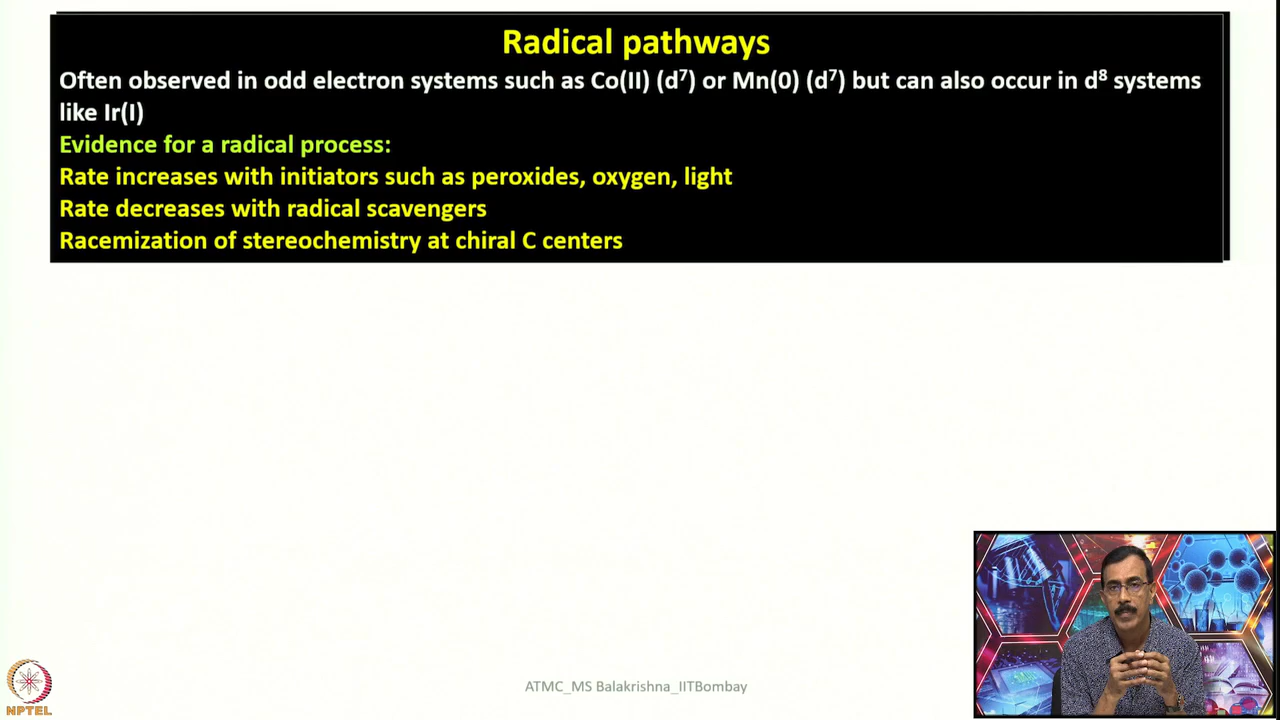 Radical pathways
Often observed in odd electron systems such as Co(II) (d⁷) or Mn(0) (d⁷) but can also occur in d⁸ systems
like Ir(I)
Evidence for a radical process:
Rate increases with initiators such as peroxides, oxygen, light
Rate decreases with radical scavengers
Racemization of stereochemistry at chiral C centers
NPTEL
ATMC_MS Balakrishna_IITBombay